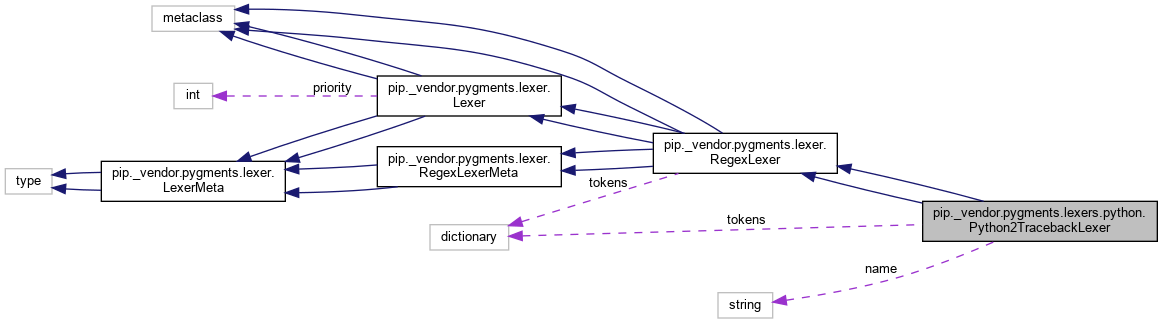 metaclass
int
priority
pip._vendor.pygments.lexer.
Lexer
type
pip._vendor.pygments.lexer.
LexerMeta
pip._vendor.pygments.lexer.
RegexLexerMeta
pip._vendor.pygments.lexer.
RegexLexer
tokens
dictionary
tokens
pip._vendor.pygments.lexers.python.
Python2TracebackLexer
name
string